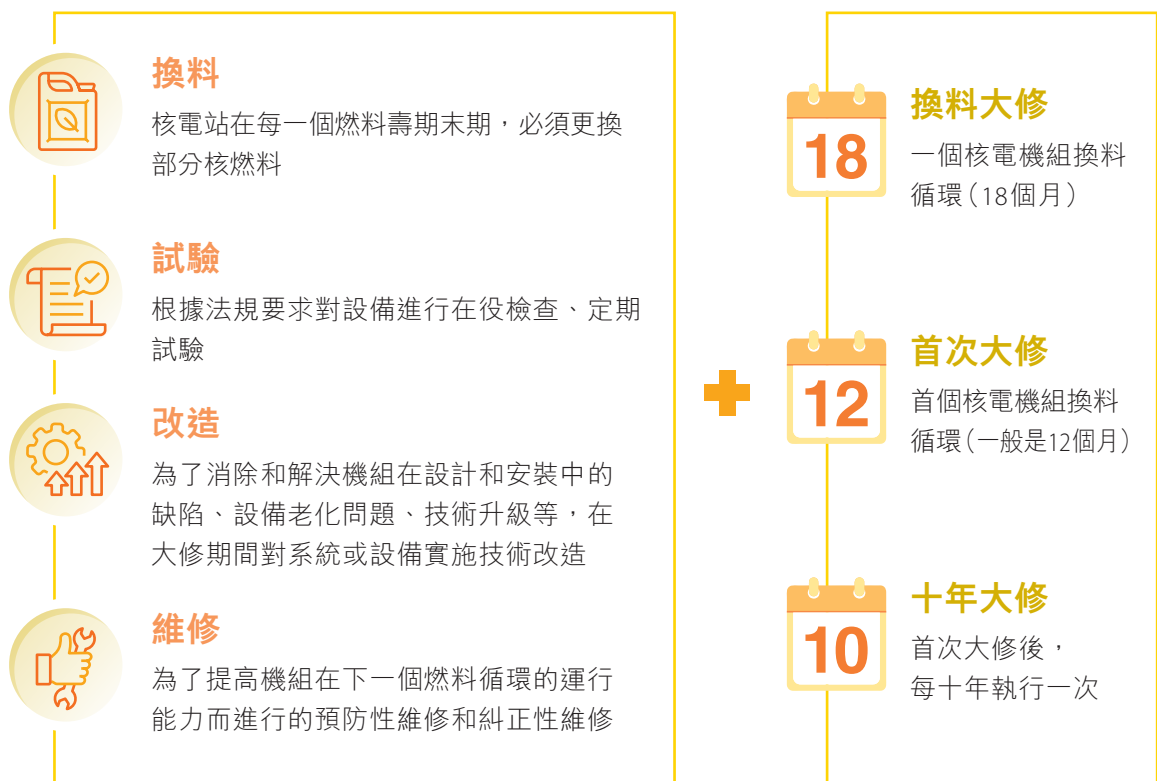 換料
核電站在每一個燃料壽期末期，必須更換
部分核燃料
試驗
根據法規要求對設備進行在役檢查、定期
試驗
改造
為了消除和解決機組在設計和安裝中的
缺陷、設備老化問題、技術升級等，在
大修期間對系統或設備實施技術改造
維修
為了提高機組在下一個燃料循環的運行
能力而進行的預防性維修和糾正性維修
18
換料大修
一個核電機組換料
循環（18個月）
12
首次大修
首個核電機組換料
循環（一般是12個月）
10
十年大修
首次大修後，
每十年執行一次